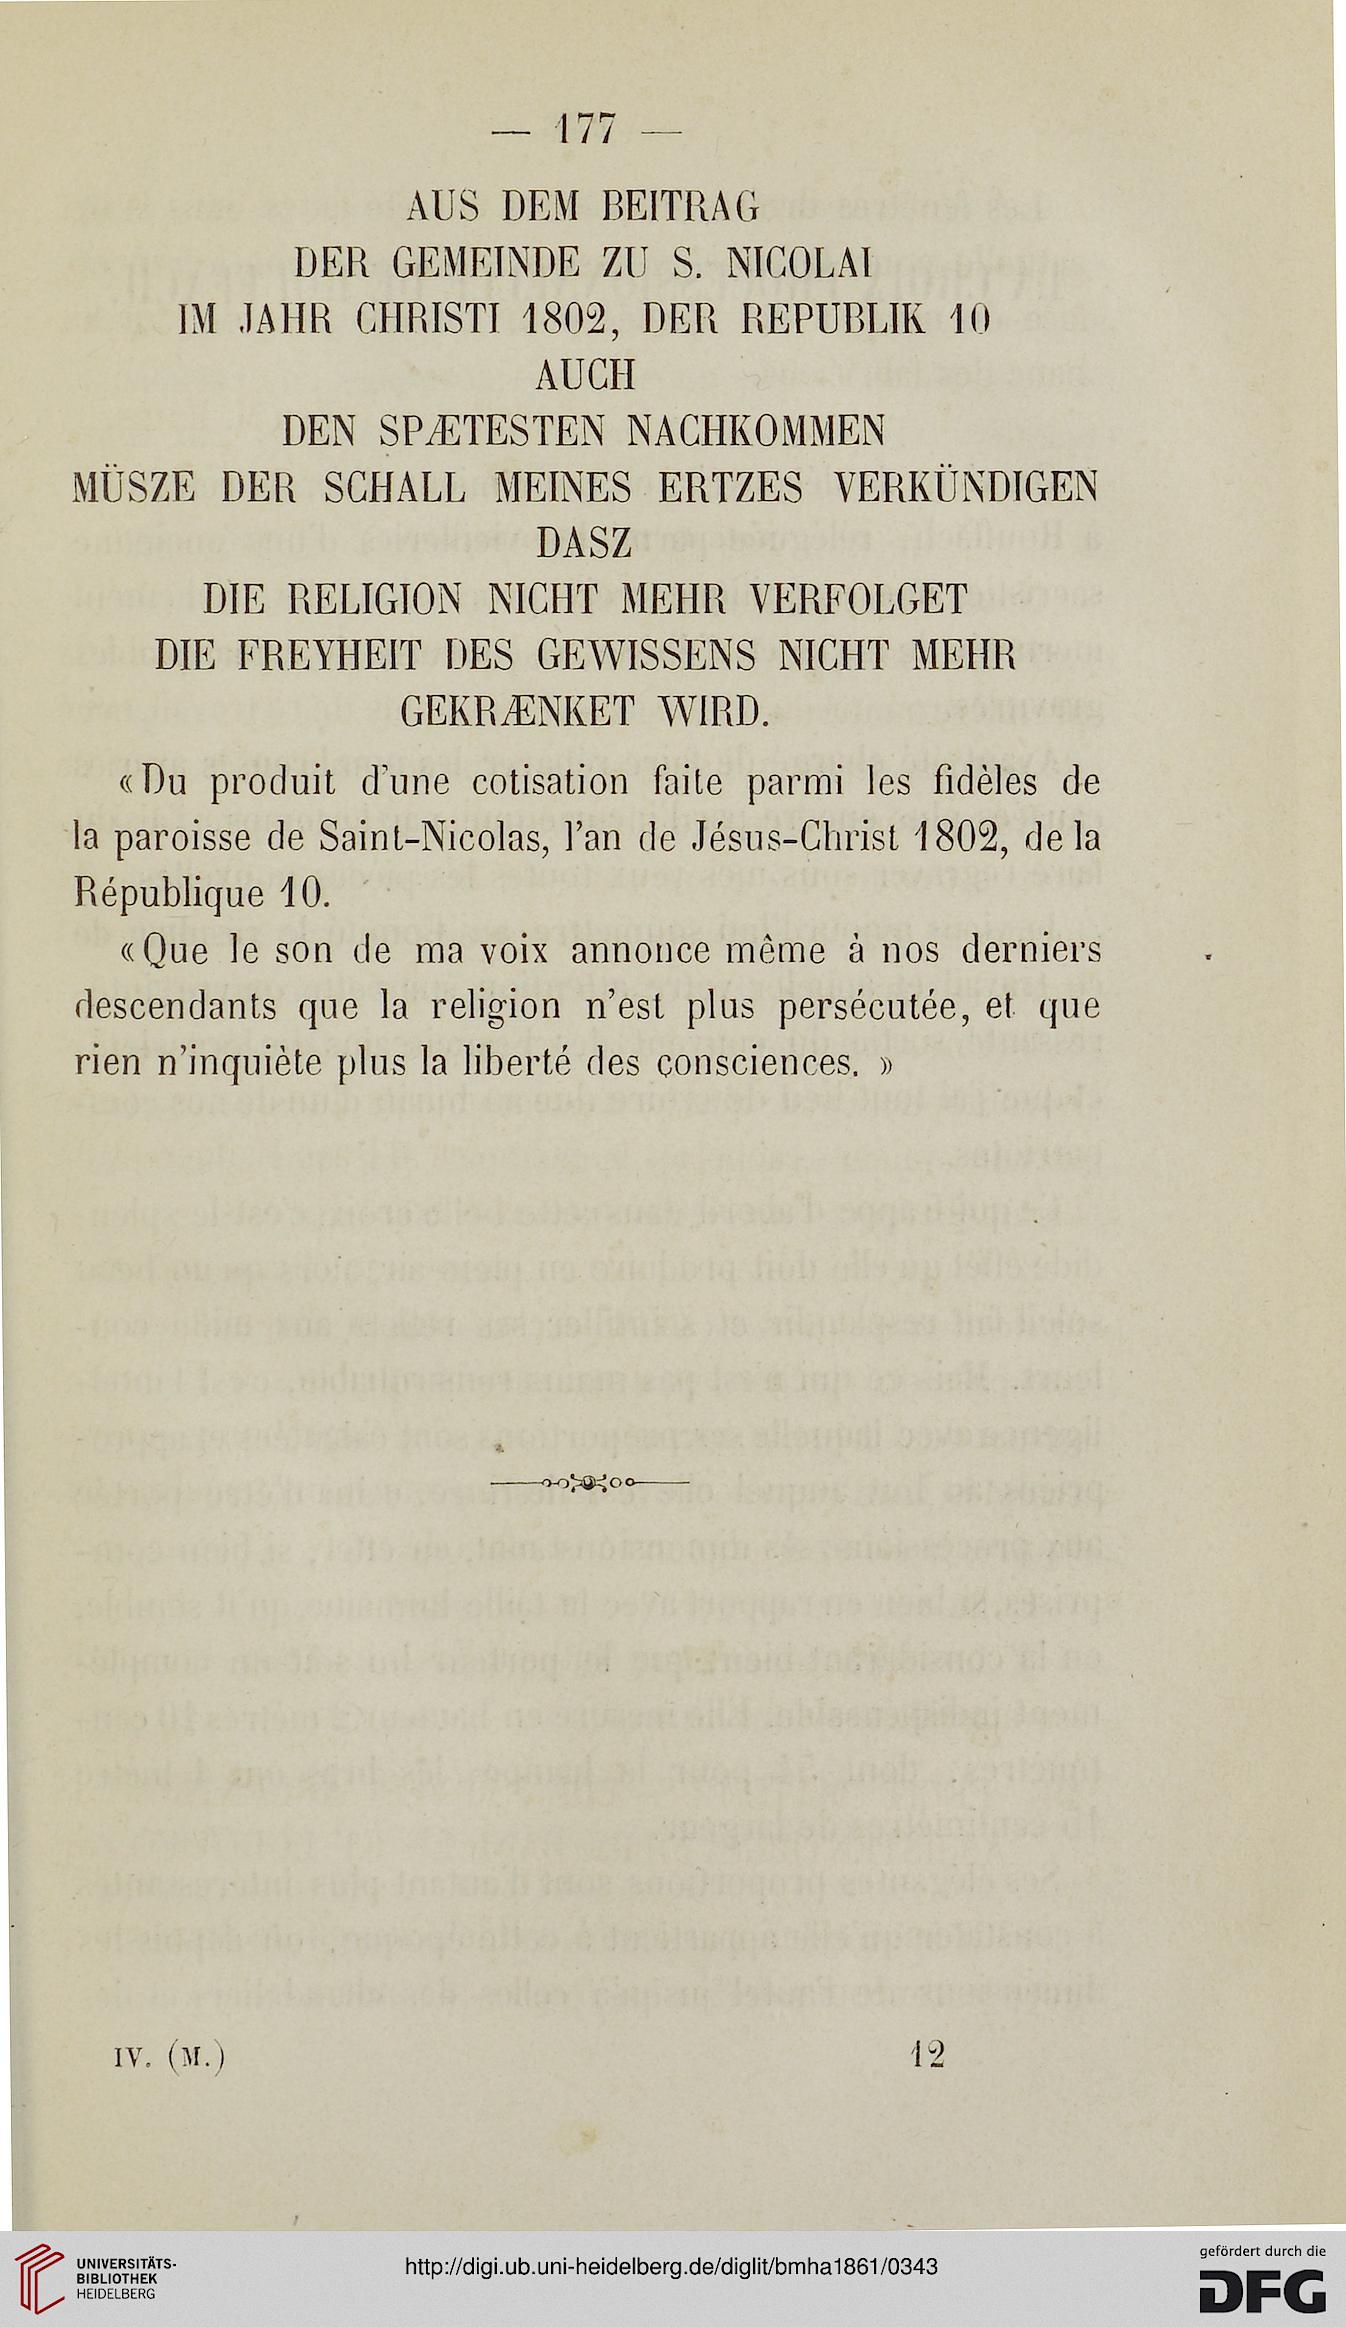 — 177 —
AUS DEM BEITRAG
DER GEMEINDE ZU S. NICOLAI
IM JAHR CHRISTI 1802, DER REPUBLIK 10
AUCH
DEN SPÆTESTEN NACHKOMMEN
MÜSZE DER SCHALL MEINES ERTZES VERKÜNDIGEN
DASZ
DIE RELIGION NICHT MEHR VERFOLGET
DIE FREYHEIT DES GEWISSENS NICHT MEHR
GEKRÆNKET WIRD.
«Du produit d'une cotisation faite parmi les fidèles de
la paroisse de Saint-Nicolas, l'an de Jésus-Christ 1802, de la
République 10.
«Que le son de ma voix annonce même à nos derniers
descendants que la religion n'est plus persécutée, et que
rien n'inquiète plus la liberté des consciences. »
IV. (M.) 12
UNIVERSITÄTS-
BIBLIOTHEK
HEIDELBERG
http://digi.ub.uni-heidelberg.de/diglit/bmha1861/0343
gefördert durch die
DFG